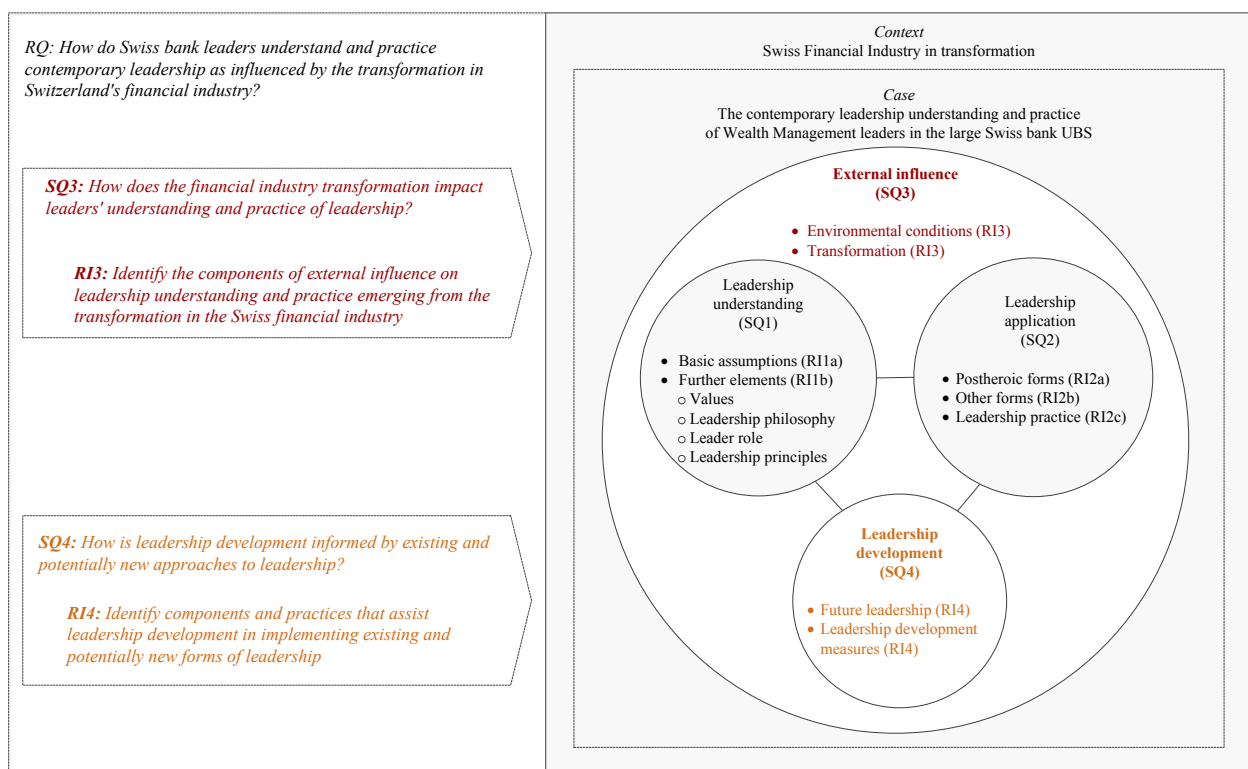 RQ: How do Swiss bank leaders understand and practice
contemporary leadership as influenced by the transformation in
Switzerland's financial industry?
SQ3: How does the financial industry transformation impact
leaders' understanding and practice of leadership?
RI3: Identify the components of external influence on
leadership understanding and practice emerging from the
transformation in the Swiss financial industry
SQ4: How is leadership development informed by existing and
potentially new approaches to leadership?
RI4: Identify components and practices that assist
leadership development in implementing existing and
potentially new forms of leadership
Context
Swiss Financial Industry in transformation
Case
The contemporary leadership understanding and practice
of Wealth Management leaders in the large Swiss bank UBS
External influence
(SQ3)
• Environmental conditions (RI3)
• Transformation (RI3)
Leadership
understanding
(SQ1)
• Basic assumptions (RI1a)
• Further elements (RI1b)
o Values
o Leadership philosophy
o Leader role
o Leadership principles
Leadership
application
(SQ2)
• Postheroic forms (RI2a)
• Other forms (RI2b)
• Leadership practice (RI2c)
Leadership
development
(SQ4)
• Future leadership (RI4)
• Leadership development
measures (RI4)